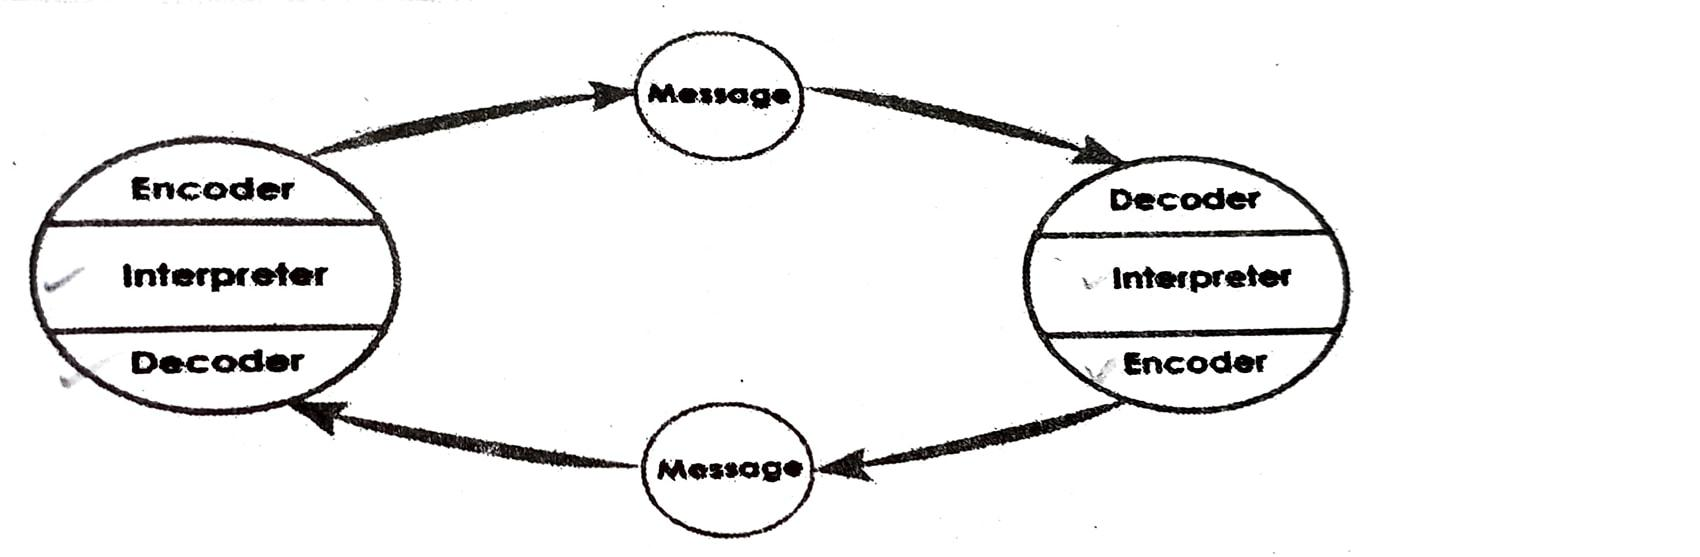 Message
Encoder
Interpreter
Decoder
Decoder
Interpreter
Encoder
Message